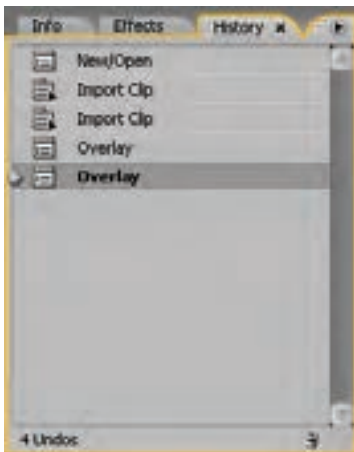 Info Effects History
New/Open
Import Clip
Import Clip
Overlay
Overlay
4 Undos